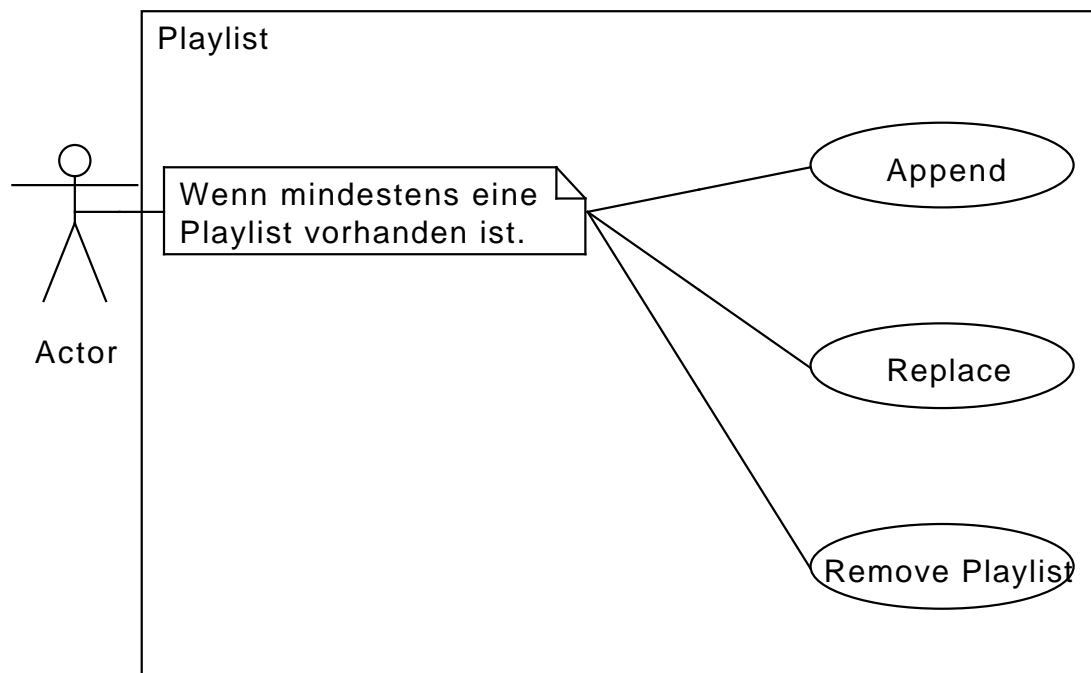 Playlist
Wenn mindestens eine
Playlist vorhanden ist.
Append
Actor
Replace
Remove Playlist